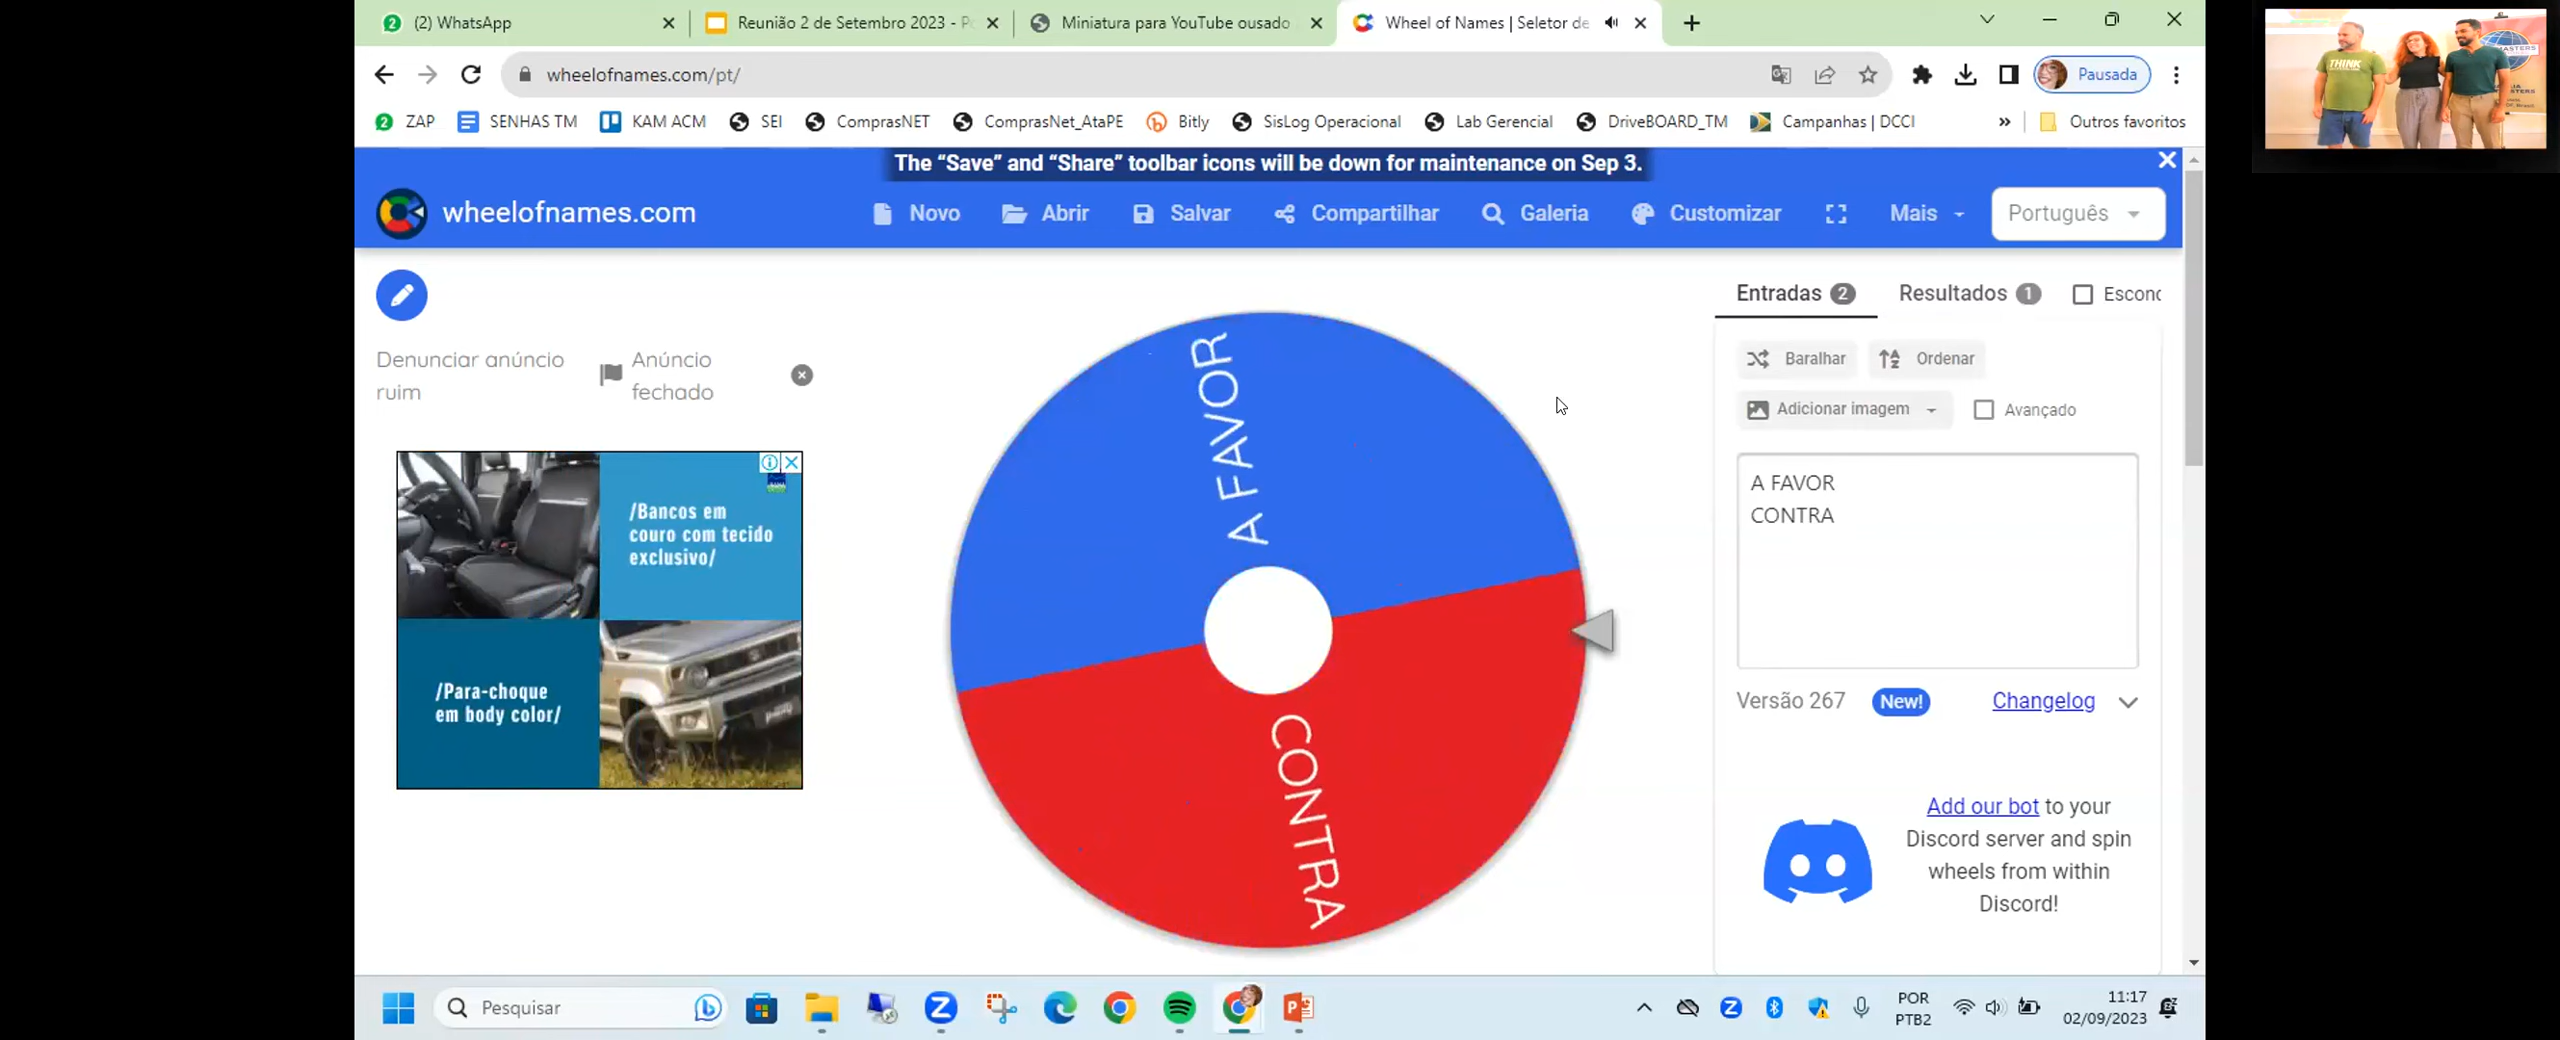 (2) WhatsApp
Reunião 2 de Setembro 2023 - P
Miniatura para YouTube ousado
Wheel of Names | Seletor de
wheelofnames.com/pt/
Pausada
ZAP
SENHAS TM
KAM ACM
SEI
ComprasNET
ComprasNet_AtaPE
Bitly
SisLog Operacional
Lab Gerencial
DriveBOARD_TM
Campanhas | DCCI
»
Outros favoritos
The “Save” and “Share” toolbar icons will be down for maintenance on Sep 3.
wheelofnames.com
Novo
Abrir
Salvar
Compartilhar
Galeria
Customizar
Mais
Português
Denunciar anúncio
ruim
Anúncio
fechado
/Bancos em
couro com tecido
exclusivo/
/Para-choque
em body color/
A FAVOR
CONTRA
Entradas 2
Resultados 1
Escond
Baralhar
Ordenar
Adicionar imagem
Avançado
A FAVOR
CONTRA
Versão 267
New!
Changelog
Add our bot to your
Discord server and spin
wheels from within
Discord!
Pesquisar
POR
PTB2
11:17
02/09/2023
THINK